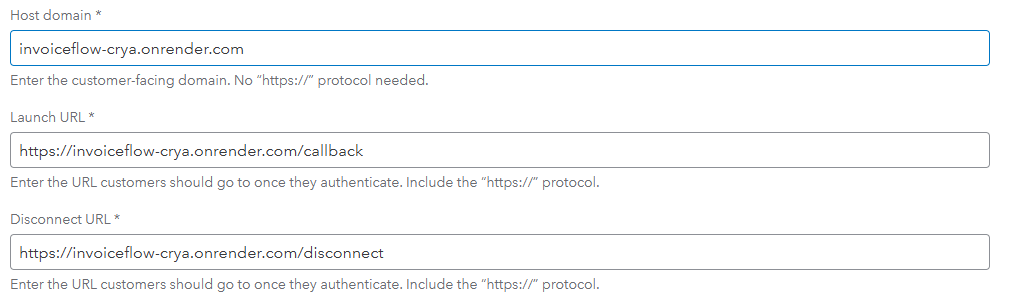 Host domain *
invoiceflow-crya.onrender.com
Enter the customer-facing domain. No “https://” protocol needed.
Launch URL *
https://invoiceflow-crya.onrender.com/callback
Enter the URL customers should go to once they authenticate. Include the “https://” protocol.
Disconnect URL *
https://invoiceflow-crya.onrender.com/disconnect
Enter the URL customers should go to once they authenticate. Include the “https://” protocol.